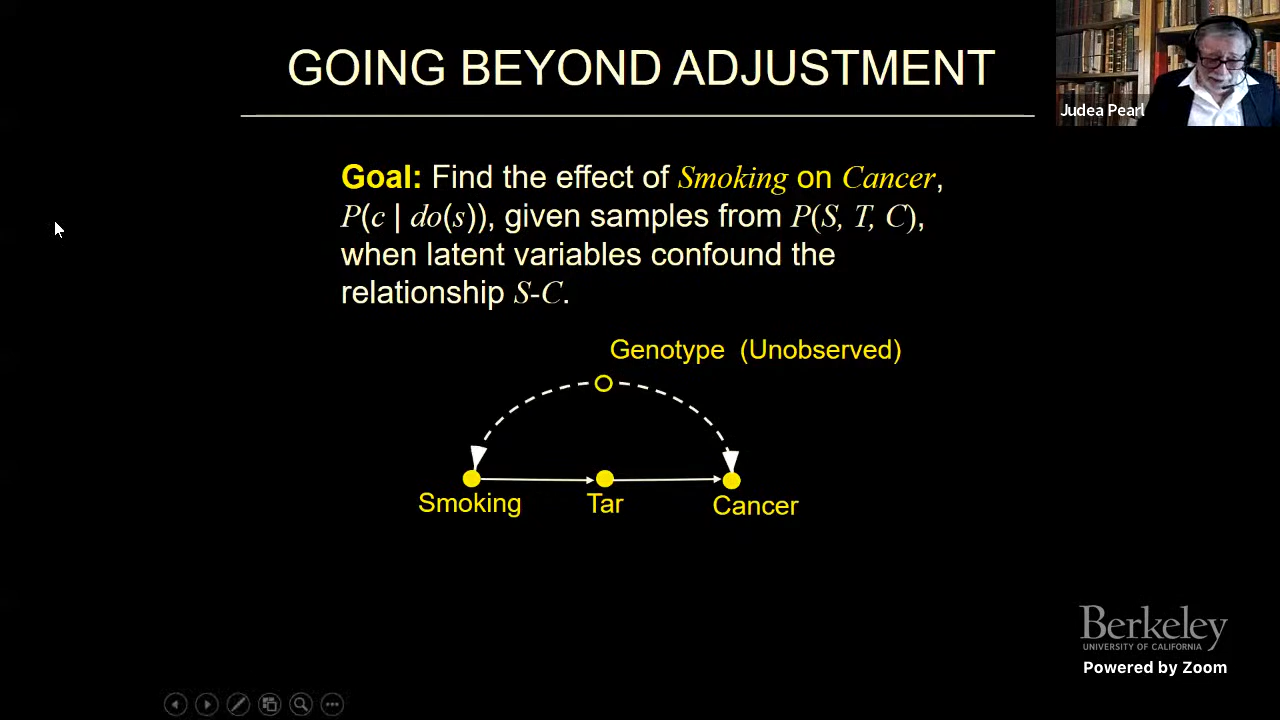 GOING BEYOND ADJUSTMENT
Judea Pearl
Goal: Find the effect of Smoking on Cancer,
P(c | do(s)), given samples from P(S, T, C),
when latent variables confound the
relationship S-C.
Genotype (Unobserved)
Smoking
Tar
Cancer
Berkeley
UNIVERSITY OF CALIFORNIA
Powered by Zoom